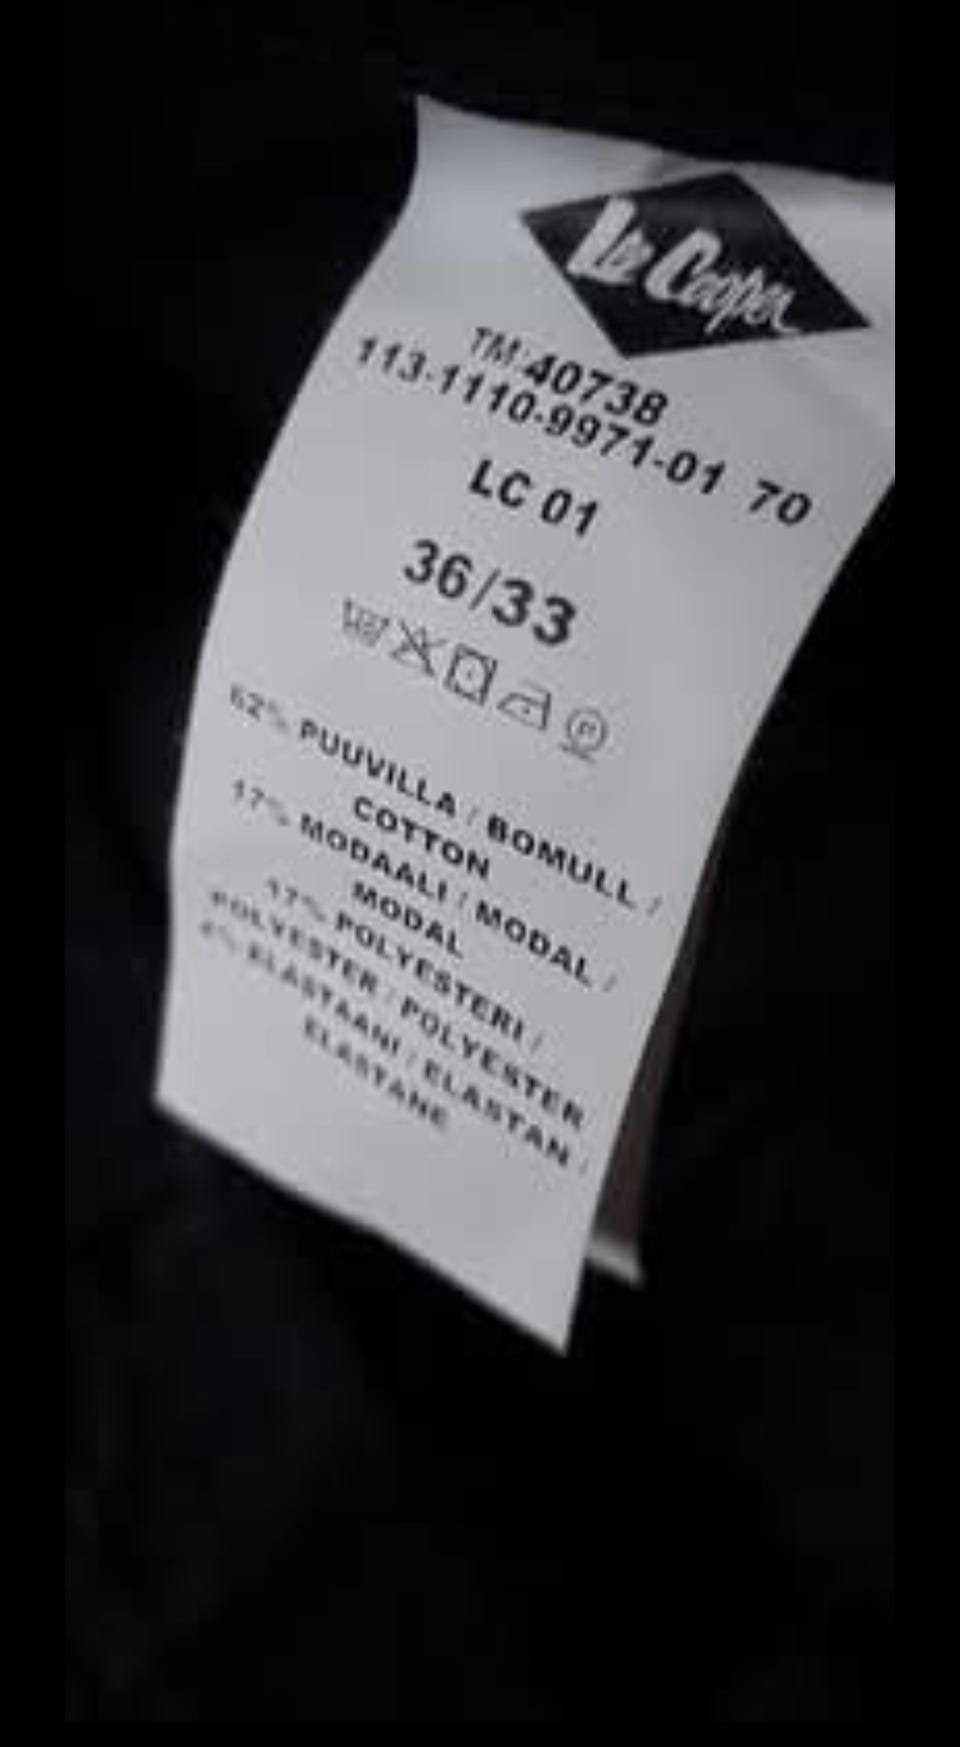 Lee Cooper
TM:40738
113-1110-9971-01 70
LC 01
36/33
P
62% PUUVILLA / BOMULL /
COTTON
17% MODAALI / MODAL /
MODAL
17% POLYESTERI /
POLYESTER / POLYESTER
4% ELASTAANI / ELASTAN /
ELASTANE